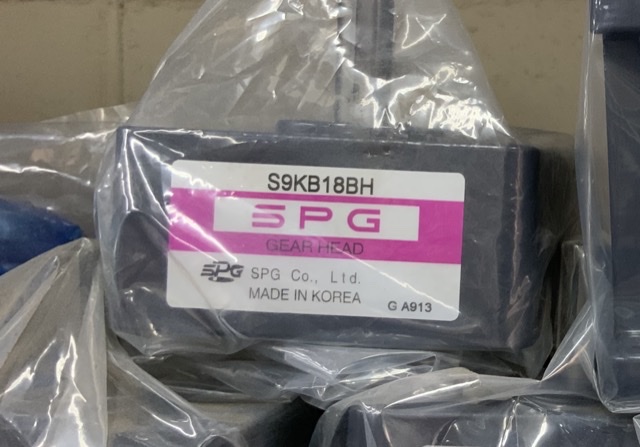 S9KB18BH
SPG
GEAR HEAD
SPG SPG Co., Ltd.
MADE IN KOREA
G A913